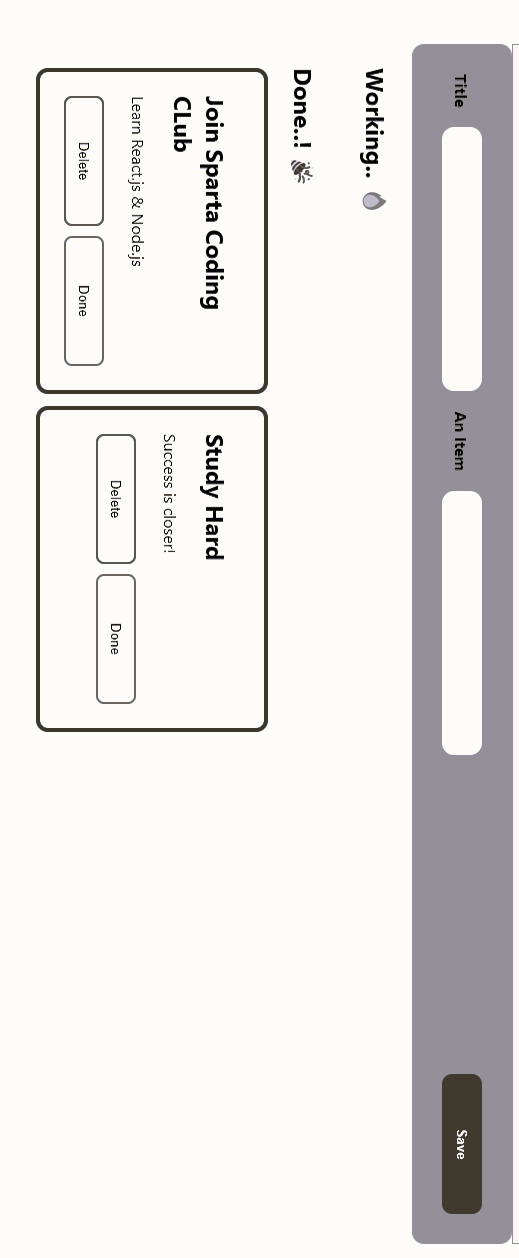 Title
An Item
Save
Working..
Done..!
Join Sparta Coding
CLub
Learn React.js & Node.js
Delete
Done
Study Hard
Success is closer!
Delete
Done